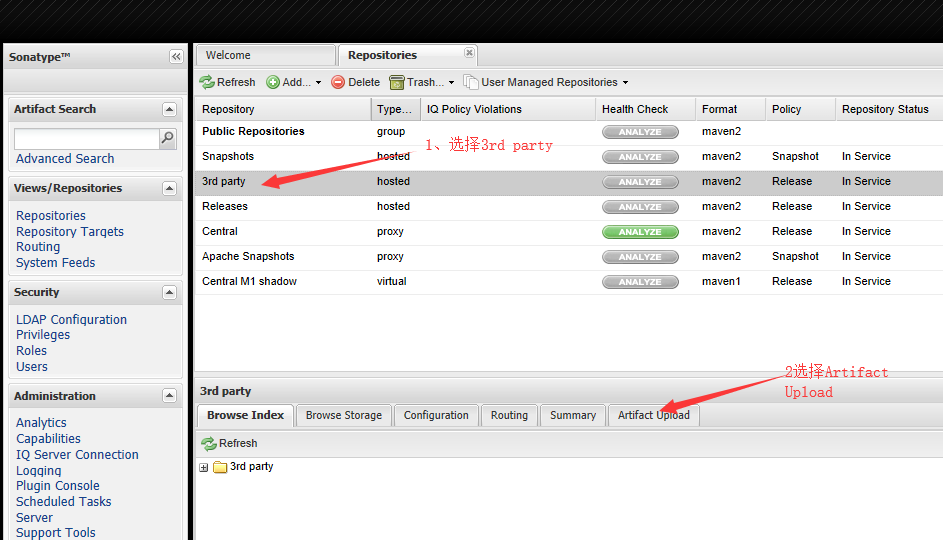 Sonatype™
Welcome
Repositories
Refresh Add... Delete Trash... User Managed Repositories
Artifact Search
Advanced Search
Views/Repositories
Repositories
Repository Targets
Routing
System Feeds
Security
LDAP Configuration
Privileges
Roles
Users
Administration
Analytics
Capabilities
IQ Server Connection
Logging
Plugin Console
Scheduled Tasks
Server
Support Tools
Repository Type... IQ Policy Violations Health Check Format Policy Repository Status
Public Repositories group ANALYZE maven2
Snapshots hosted ANALYZE maven2 Snapshot In Service
3rd party hosted ANALYZE maven2 Release In Service
Releases hosted ANALYZE maven2 Release In Service
Central proxy ANALYZE maven2 Release In Service
Apache Snapshots proxy ANALYZE maven2 Snapshot In Service
Central M1 shadow virtual ANALYZE maven1 Release In Service
1、选择3rd party
2选择Artifact
Upload
3rd party
Browse Index Browse Storage Configuration Routing Summary Artifact Upload
Refresh
3rd party